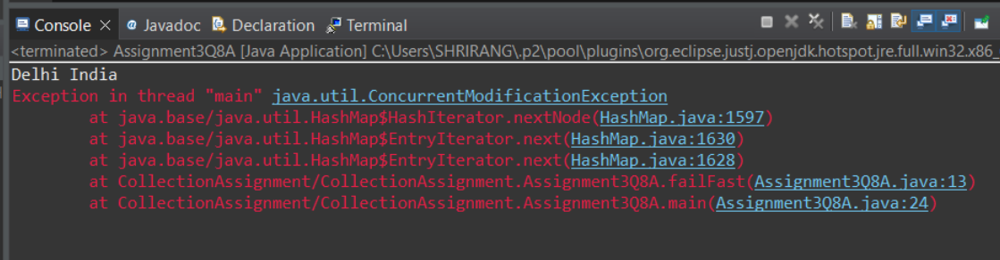 Console Javadoc Declaration Terminal
<terminated> Assignment3Q8A [Java Application] C:\Users\SHRIRANG\.p2\pool\plugins\org.eclipse.justj.openjdk.hotspot.jre.full.win32.x86_
Delhi India
Exception in thread "main" java.util.ConcurrentModificationException
at java.base/java.util.HashMap$HashIterator.nextNode(HashMap.java:1597)
at java.base/java.util.HashMap$EntryIterator.next(HashMap.java:1630)
at java.base/java.util.HashMap$EntryIterator.next(HashMap.java:1628)
at CollectionAssignment/CollectionAssignment.Assignment3Q8A.failFast(Assignment3Q8A.java:13)
at CollectionAssignment/CollectionAssignment.Assignment3Q8A.main(Assignment3Q8A.java:24)